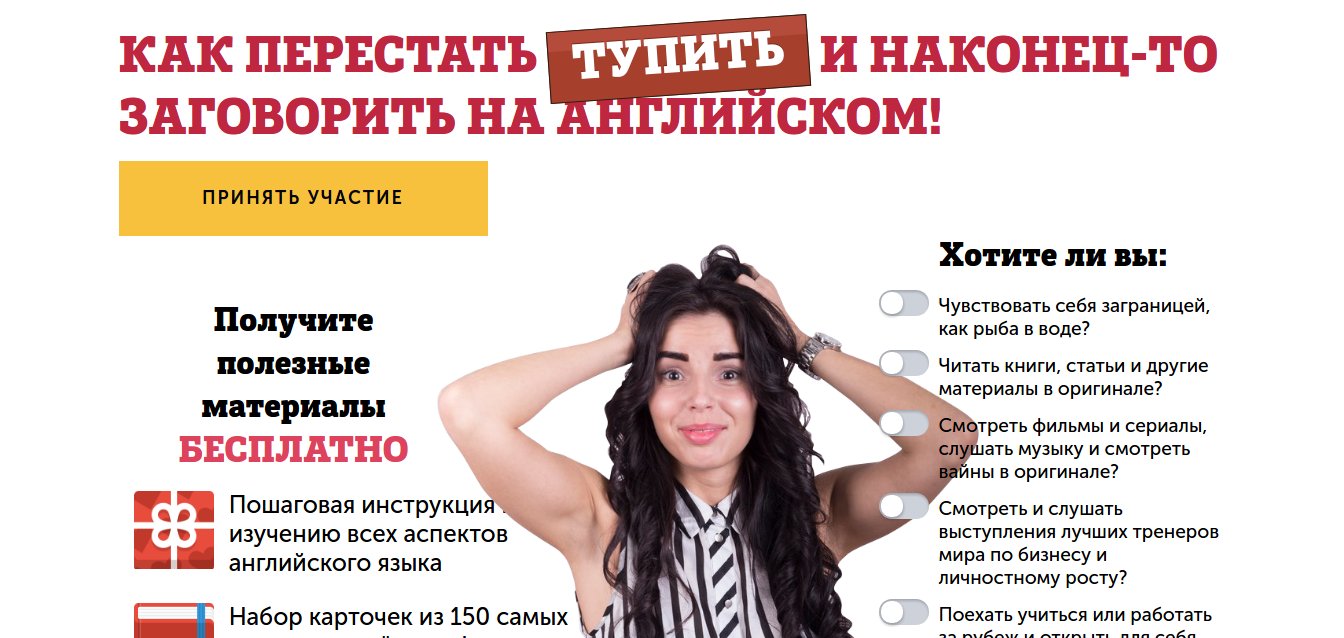 КАК ПЕРЕСТАТЬ ТУПИТЬ И НАКОНЕЦ-ТО
ЗАГОВОРИТЬ НА АНГЛИЙСКОМ!
ПРИНЯТЬ УЧАСТИЕ
Получите
полезные
материалы
БЕСПЛАТНО
Пошаговая инструкция
изучению всех аспектов
английского языка
Набор карточек из 150 самых
Хотите ли вы:
Чувствовать себя заграницей,
как рыба в воде?
Читать книги, статьи и другие
материалы в оригинале?
Смотреть фильмы и сериалы,
слушать музыку и смотреть
вайны в оригинале?
Смотреть и слушать
выступления лучших тренеров
мира по бизнесу и
личностному росту?
Поехать учиться или работать
за рубеж и открыть для себя